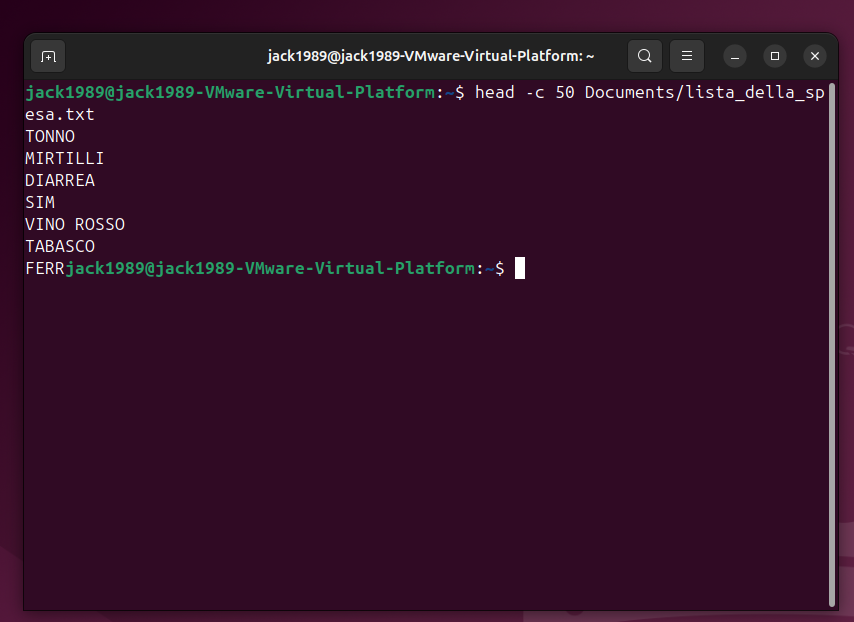 jack1989@jack1989-VMware-Virtual-Platform: ~
jack1989@jack1989-VMware-Virtual-Platform:~$ head -c 50 Documents/lista_della_sp
esa.txt
TONNO
MIRTILLI
DIARREA
SIM
VINO ROSSO
TABASCO
FERRjack1989@jack1989-VMware-Virtual-Platform:~$